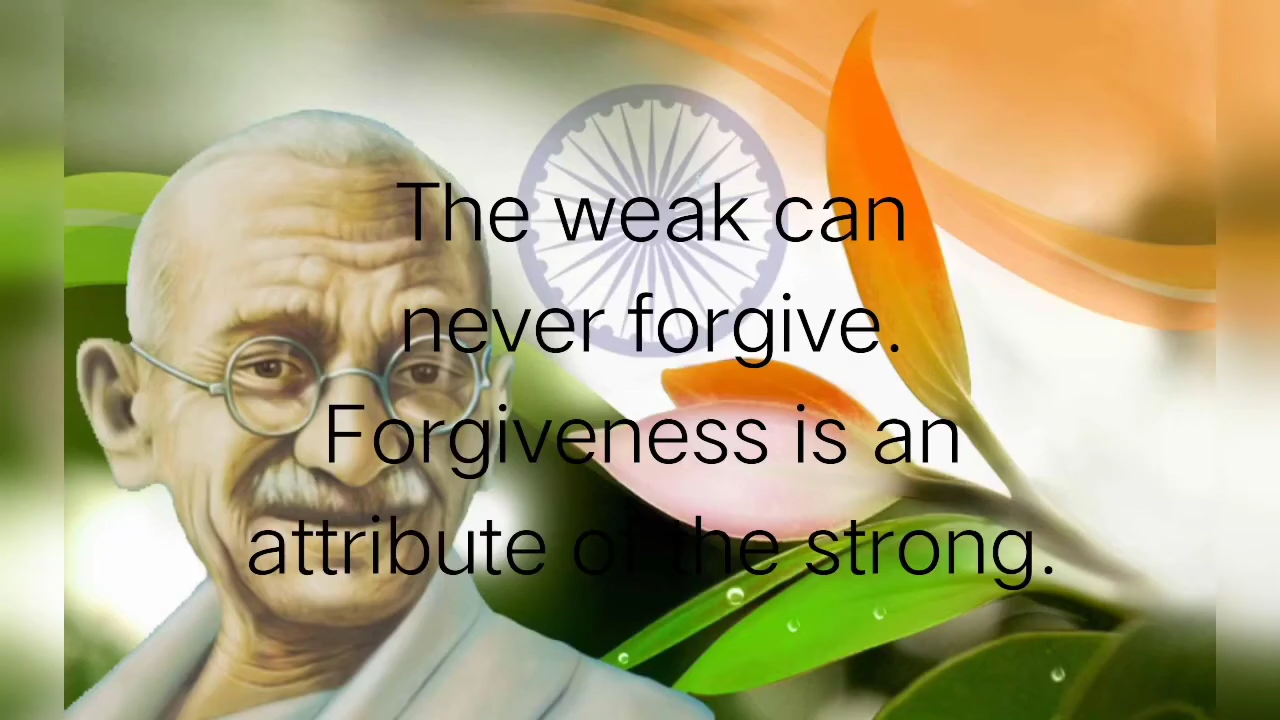 The weak can
never forgive.
Forgiveness is an
attribute of the strong.